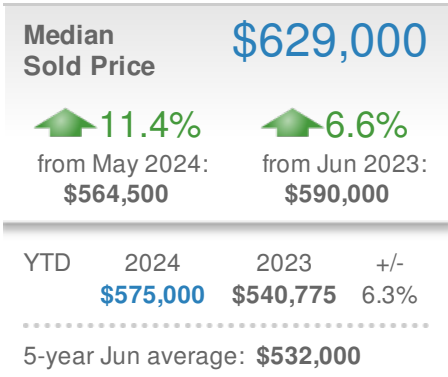 Median
Sold Price
$629,000
11.4%
from May 2024:
$564,500
6.6%
from Jun 2023:
$590,000
YTD 2024 2023 +/-
$575,000 $540,775 6.3%
5-year Jun average: $532,000